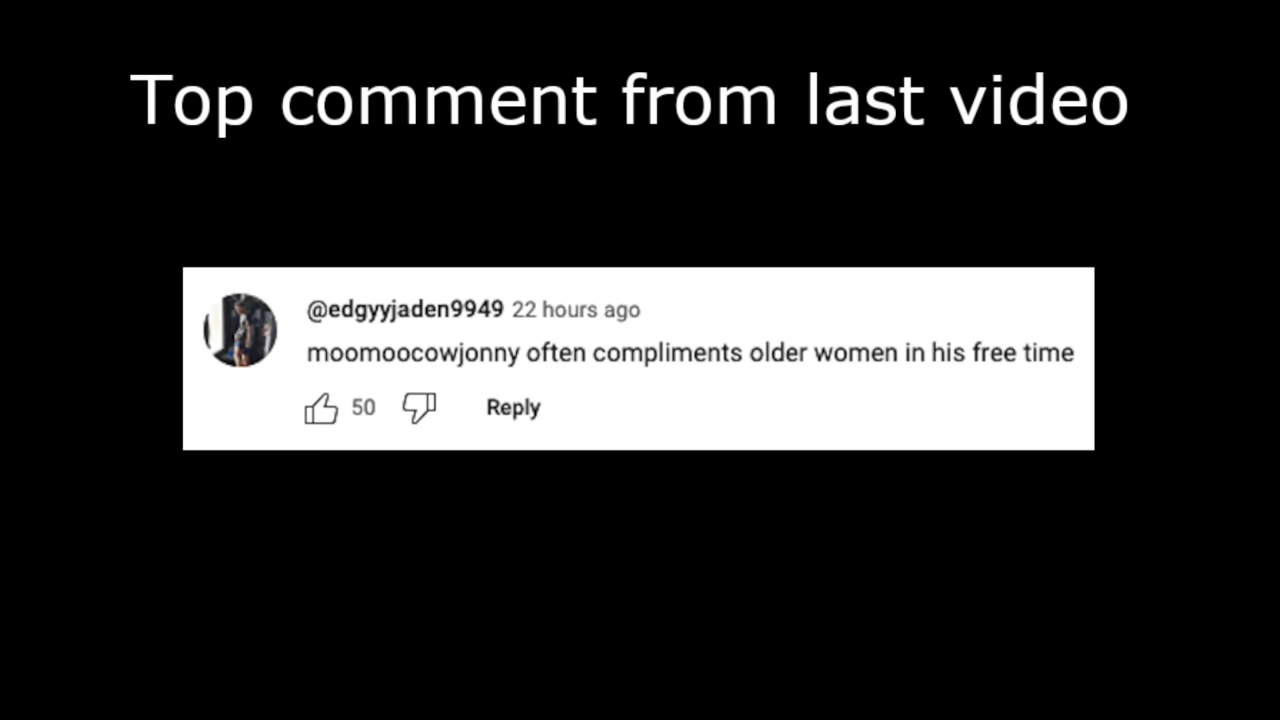 Top comment from last video
@edgyyjaden9949 22 hours ago
moomoocowjonny often compliments older women in his free time
50 Reply